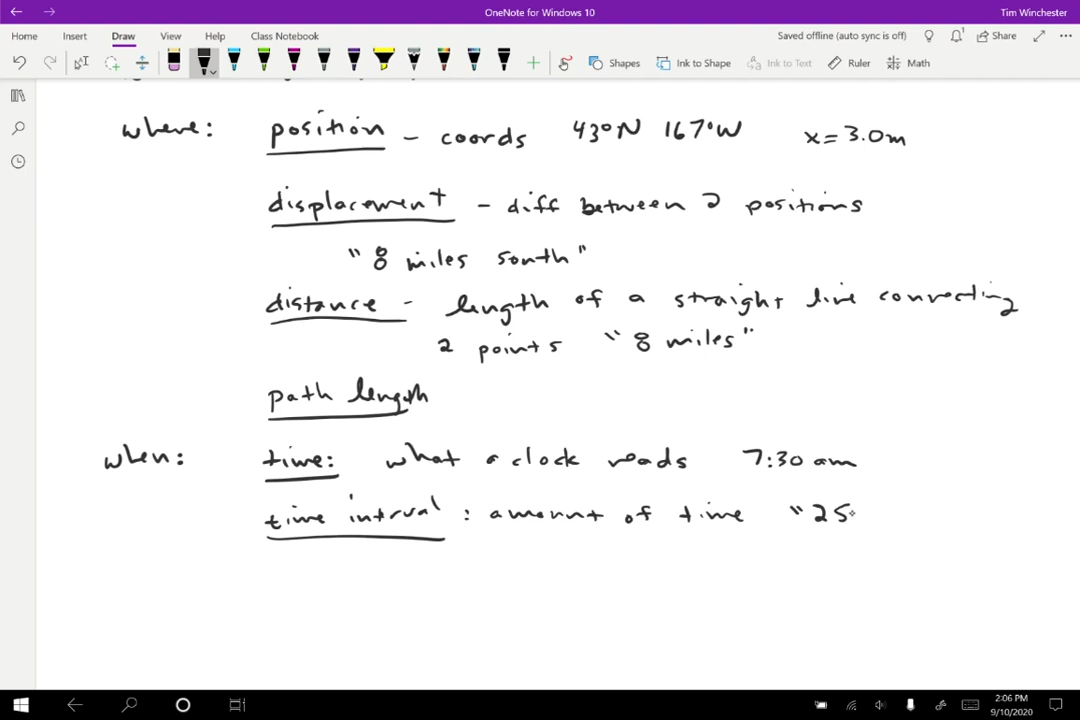 OneNote for Windows 10
Tim Winchester
Home Insert Draw View Help Class Notebook
Saved offline (auto sync is off) Share
Shapes Ink to Shape Ink to Text Ruler Math
where: position - coords 43°N 167°W x=3.0m
displacement - diff between 2 positions
"8 miles south"
distance - length of a straight line connecting
2 points "8 miles"
path length
when: time: what a clock reads 7:30 am
time interval : amount of time "25
2:06 PM
9/10/2020